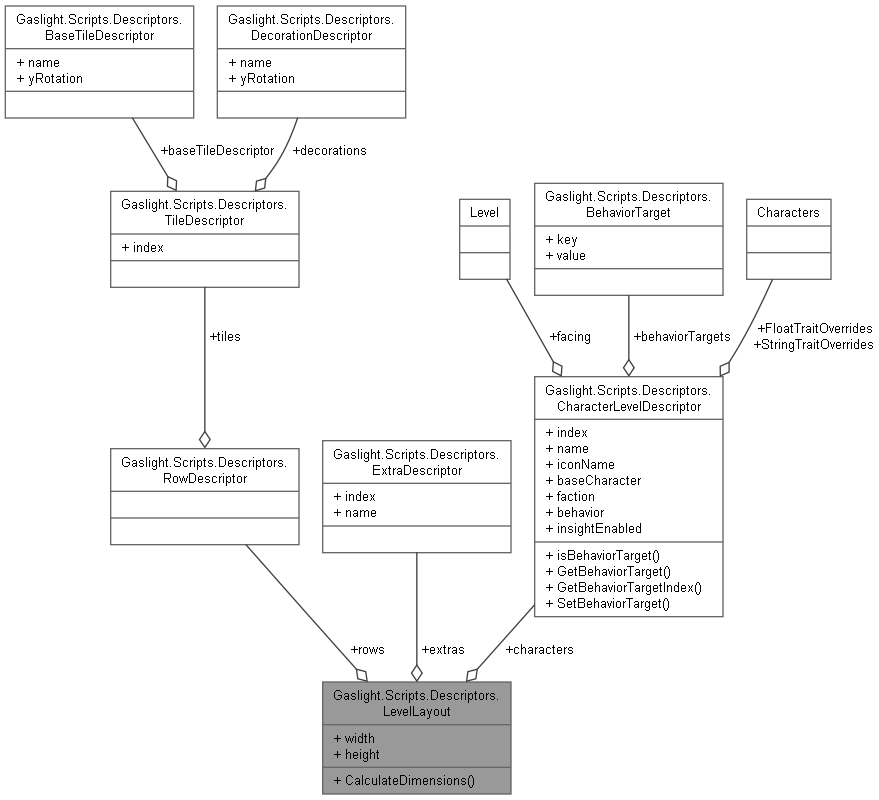 Gaslight.Scripts.Descriptors.
BaseTileDescriptor
+ name
+ yRotation
Gaslight.Scripts.Descriptors.
DecorationDescriptor
+ name
+ yRotation
+baseTileDescriptor
+decorations
Gaslight.Scripts.Descriptors.
TileDescriptor
+ index
Level
Gaslight.Scripts.Descriptors.
BehaviorTarget
+ key
+ value
Characters
+tiles
+facing
+behaviorTargets
+FloatTraitOverrides
+StringTraitOverrides
Gaslight.Scripts.Descriptors.
RowDescriptor
Gaslight.Scripts.Descriptors.
ExtraDescriptor
+ index
+ name
Gaslight.Scripts.Descriptors.
CharacterLevelDescriptor
+ index
+ name
+ iconName
+ baseCharacter
+ faction
+ behavior
+ insightEnabled
+ isBehaviorTarget()
+ GetBehaviorTarget()
+ GetBehaviorTargetIndex()
+ SetBehaviorTarget()
+rows
+extras
+characters
Gaslight.Scripts.Descriptors.
LevelLayout
+ width
+ height
+ CalculateDimensions()